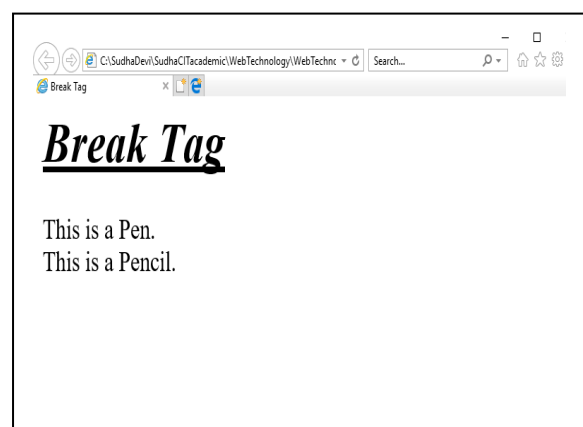 C:\SudhaDevi\SudhaCITacademic\WebTechnology\WebTechnc
Search...
Break Tag
Break Tag
This is a Pen.
This is a Pencil.